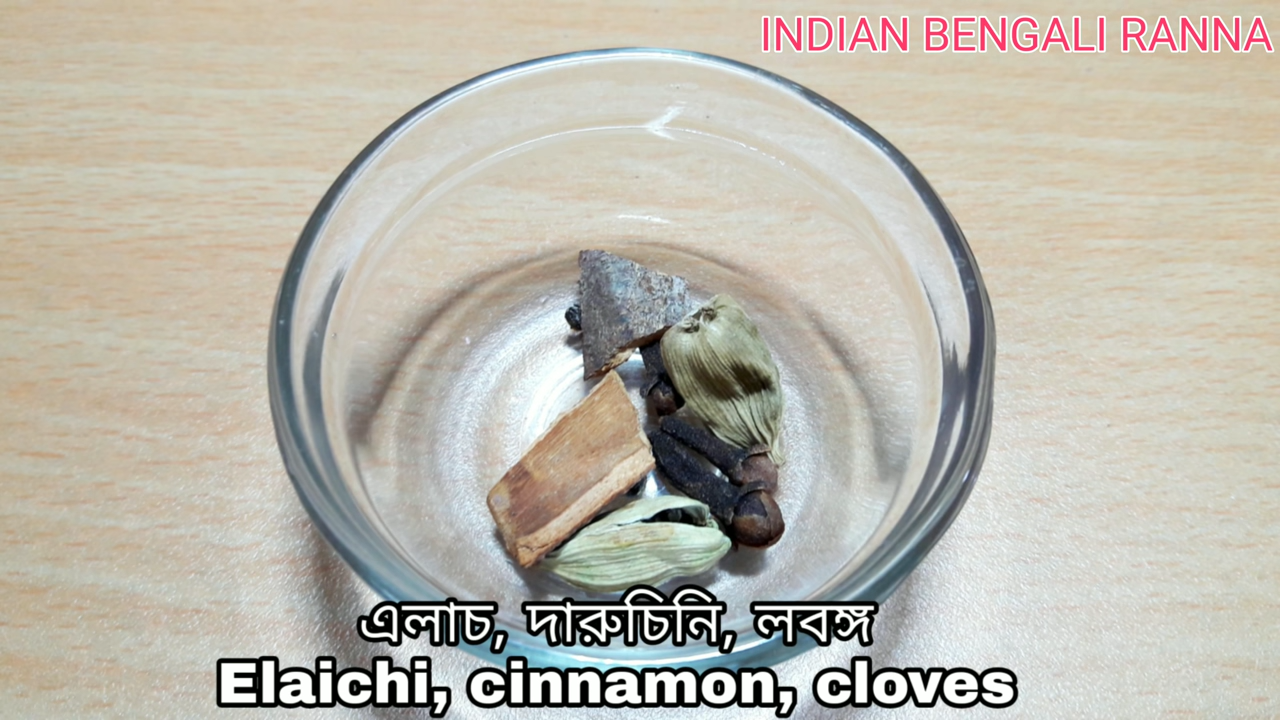 INDIAN BENGALI RANNA
এলাচ, দারুচিনি, লবঙ্গ
Elaichi, cinnamon, cloves